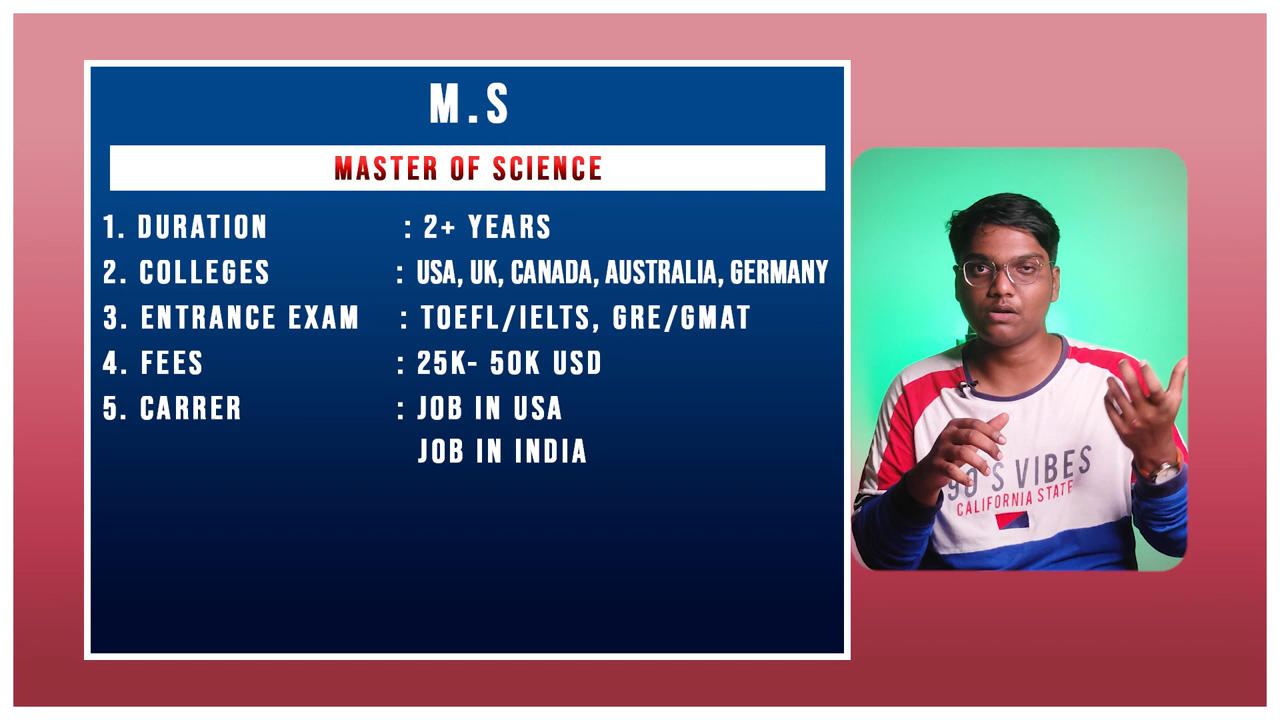 M.S
MASTER OF SCIENCE
1. DURATION : 2+ YEARS
2. COLLEGES : USA, UK, CANADA, AUSTRALIA, GERMANY
3. ENTRANCE EXAM : TOEFL/IELTS, GRE/GMAT
4. FEES : 25K- 50K USD
5. CARRER : JOB IN USA
JOB IN INDIA
90'S VIBES
CALIFORNIA STATE